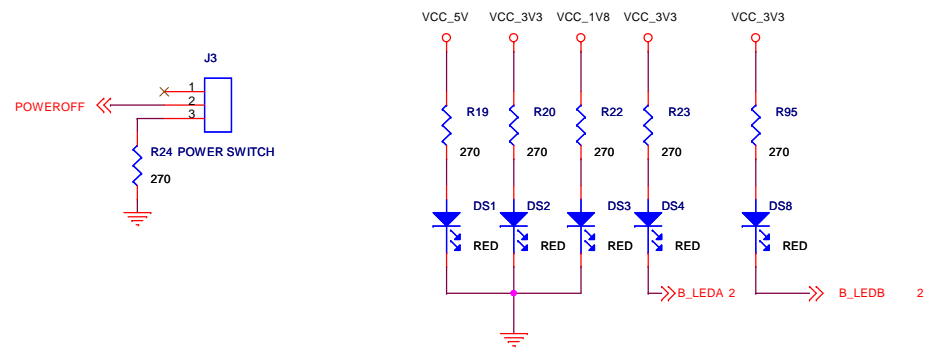 VCC_5V VCC_3V3 VCC_1V8 VCC_3V3 VCC_3V3
J3
1
2
3
POWEROFF
R19 R20 R22 R23 R95
270 270 270 270 270
R24 POWER SWITCH
270
DS1 DS2 DS3 DS4 DS8
RED RED RED RED RED
B_LEDA 2 B_LEDB 2